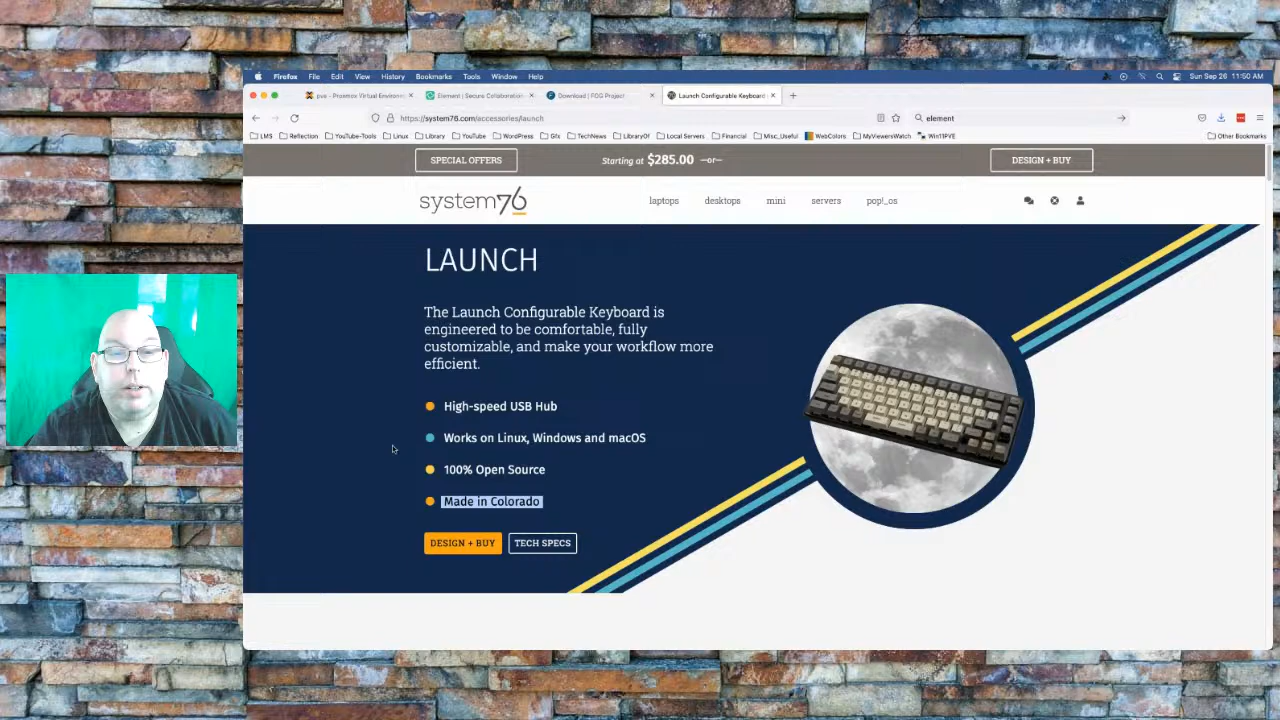 Firefox File Edit View History Bookmarks Tools Window Help
Sun Sep 26 11:50 AM
pve - Proxmox Virtual Environm
Element | Secure Collaboration
Download | FOG Project
Launch Configurable Keyboard
https://system76.com/accessories/launch
element
LMS Reflection YouTube-Tools Linux Library YouTube WordPress Gfx TechNews LibraryOf Local Servers Financial Misc_Useful WebColors MyViewersWatch Win11PVE Other Bookmarks
SPECIAL OFFERS
Starting at $285.00 —or—
DESIGN + BUY
system76
laptops desktops mini servers pop!_os
LAUNCH
The Launch Configurable Keyboard is
engineered to be comfortable, fully
customizable, and make your workflow more
efficient.
High-speed USB Hub
Works on Linux, Windows and macOS
100% Open Source
Made in Colorado
DESIGN + BUY
TECH SPECS